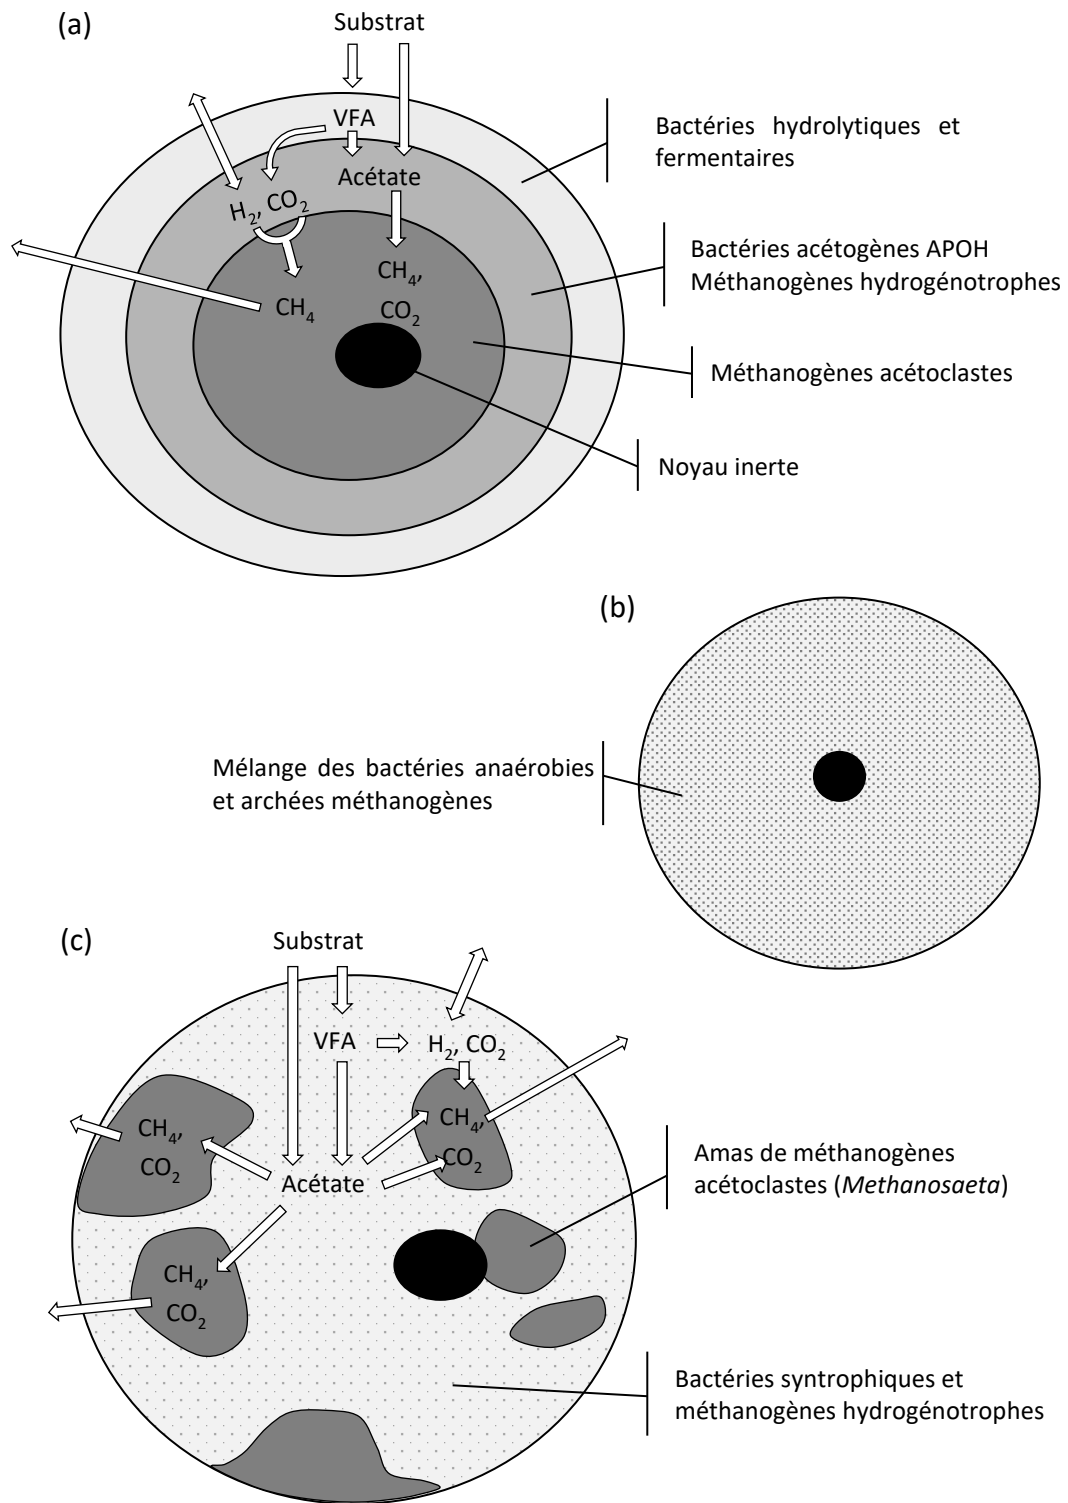 (a)
Substrat
VFA
Acétate
H₂, CO₂
CH₄,
CO₂
CH₄
Bactéries hydrolytiques et
fermentaires
Bactéries acétogènes APOH
Méthanogènes hydrogénotrophes
Méthanogènes acétoclastes
Noyau inerte
(b)
Mélange des bactéries anaérobies
et archées méthanogènes
(c)
Substrat
VFA
H₂, CO₂
CH₄,
CO₂
CH₄,
CO₂
Acétate
CH₄,
CO₂
Amas de méthanogènes
acétoclastes (Methanosaeta)
Bactéries syntrophiques et
méthanogènes hydrogénotrophes